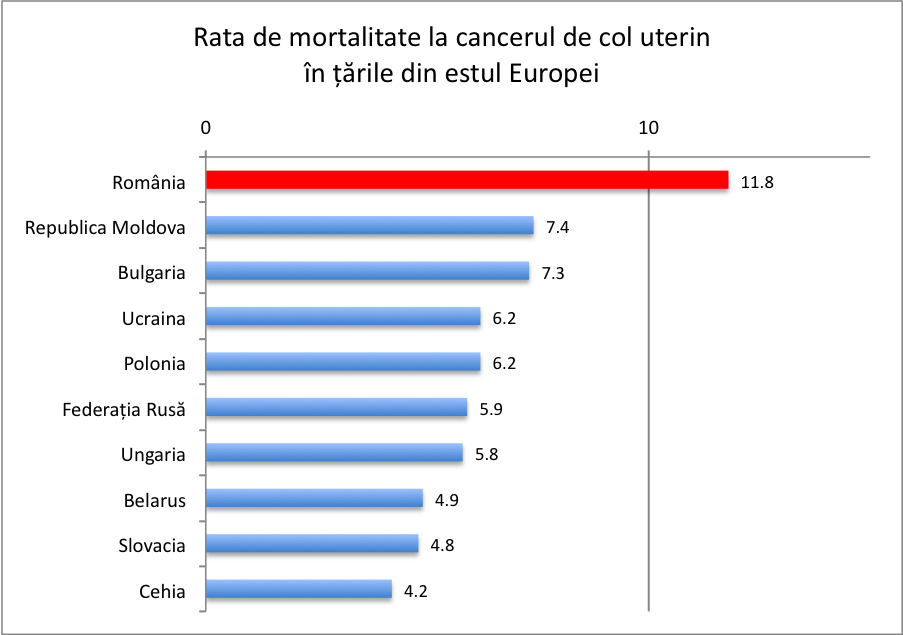 Rata de mortalitate la cancerul de col uterin
în țările din estul Europei
0 10
România 11.8
Republica Moldova 7.4
Bulgaria 7.3
Ucraina 6.2
Polonia 6.2
Federația Rusă 5.9
Ungaria 5.8
Belarus 4.9
Slovacia 4.8
Cehia 4.2